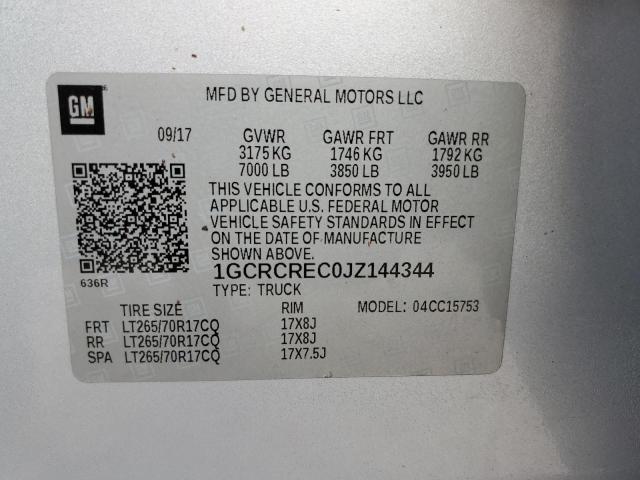 GM
MFD BY GENERAL MOTORS LLC
09/17 GVWR GAWR FRT GAWR RR
3175 KG 1746 KG 1792 KG
7000 LB 3850 LB 3950 LB
THIS VEHICLE CONFORMS TO ALL
APPLICABLE U.S. FEDERAL MOTOR
VEHICLE SAFETY STANDARDS IN EFFECT
ON THE DATE OF MANUFACTURE
SHOWN ABOVE.
1GCRCREC0JZ144344
636R
TYPE: TRUCK
TIRE SIZE RIM MODEL: 04CC15753
FRT LT265/70R17CQ 17X8J
RR LT265/70R17CQ 17X8J
SPA LT265/70R17CQ 17X7.5J